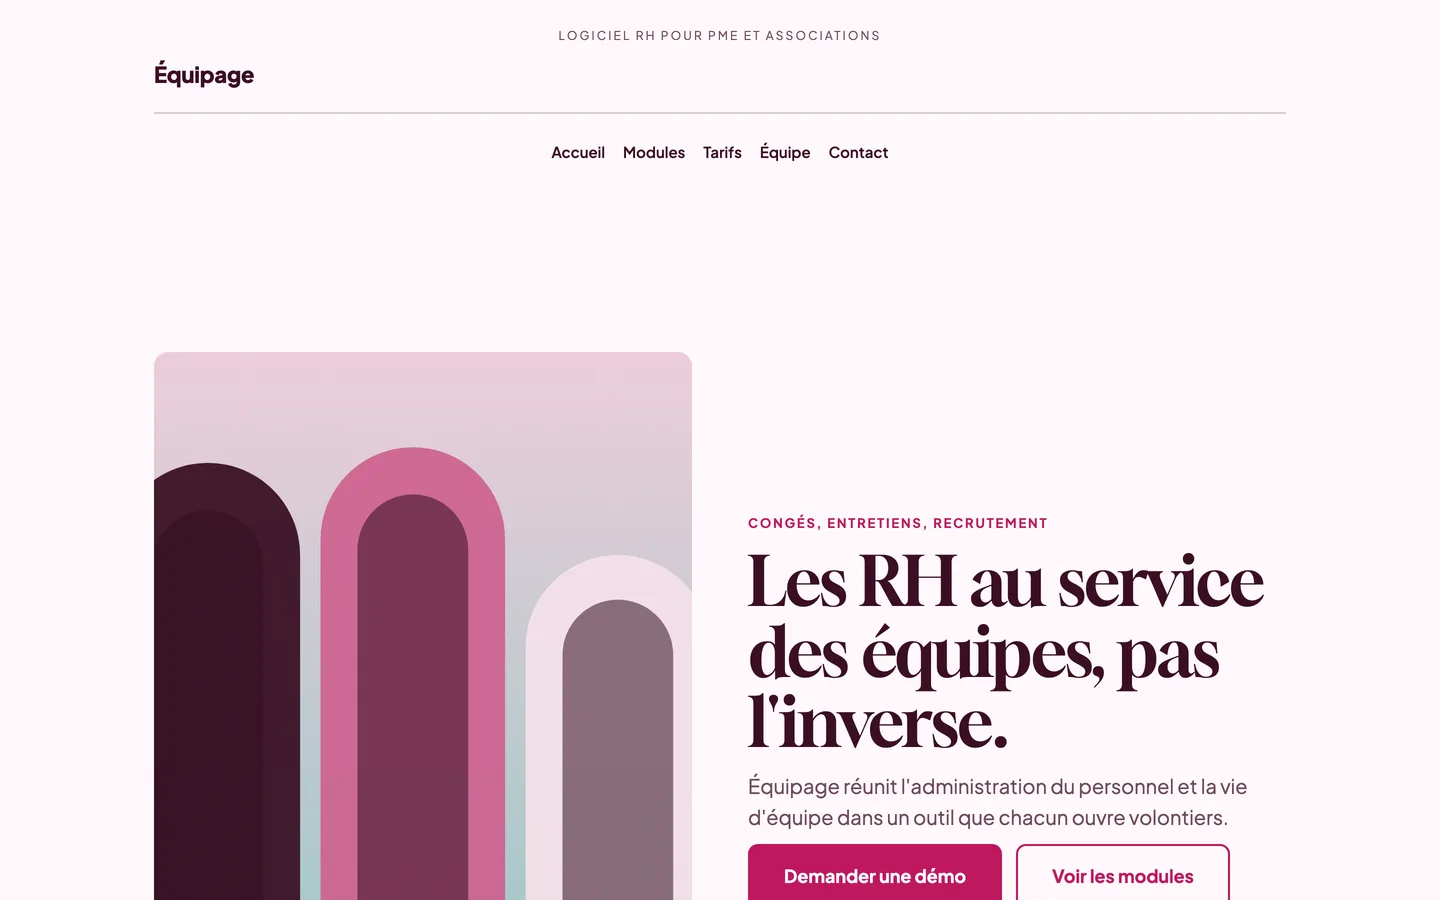 LOGICIEL RH POUR PME ET ASSOCIATIONS
Équipage
Accueil Modules Tarifs Équipe Contact
CONGÉS, ENTRETIENS, RECRUTEMENT
Les RH au service
des équipes, pas
l'inverse.
Équipage réunit l'administration du personnel et la vie
d'équipe dans un outil que chacun ouvre volontiers.
Demander une démo
Voir les modules